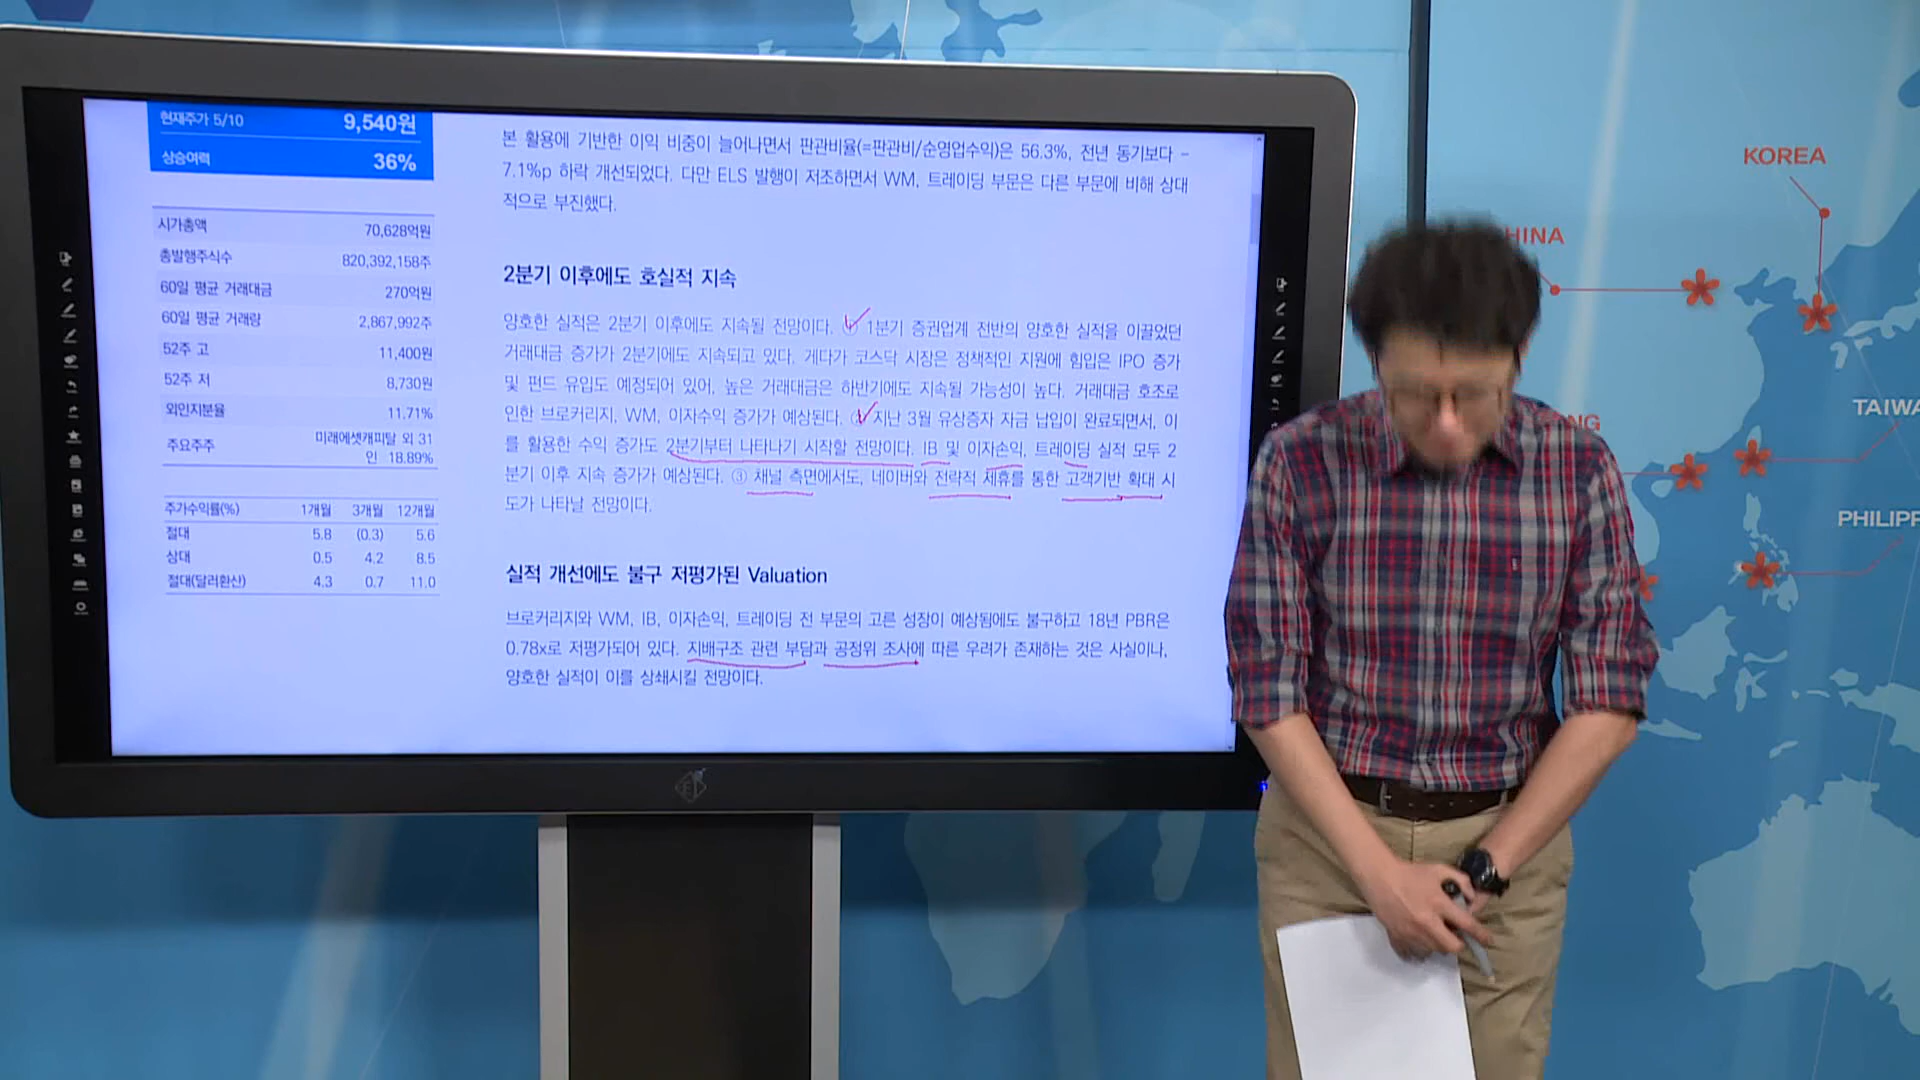 현재주가 5/10 9,540원
상승여력 36%
시가총액 70,628억원
총발행주식수 820,392,158주
60일 평균 거래대금 270억원
60일 평균 거래량 2,867,992주
52주 고 11,400원
52주 저 8,730원
외인지분율 11.71%
주요주주 미래에셋캐피탈 외 31
인 18.89%
주가수익률(%) 1개월 3개월 12개월
절대 5.8 (0.3) 5.6
상대 0.5 4.2 8.5
절대(달러환산) 4.3 0.7 11.0
본 활용에 기반한 이익 비중이 늘어나면서 판관비율(=판관비/순영업수익)은 56.3%, 전년 동기보다 -
7.1%p 하락 개선되었다. 다만 ELS 발행이 저조하면서 WM, 트레이딩 부문은 다른 부문에 비해 상대
적으로 부진했다.
2분기 이후에도 호실적 지속
양호한 실적은 2분기 이후에도 지속될 전망이다. ① 1분기 증권업계 전반의 양호한 실적을 이끌었던
거래대금 증가가 2분기에도 지속되고 있다. 게다가 코스닥 시장은 정책적인 지원에 힘입은 IPO 증가
및 펀드 유입도 예정되어 있어, 높은 거래대금은 하반기에도 지속될 가능성이 높다. 거래대금 호조로
인한 브로커리지, WM, 이자수익 증가가 예상된다. ② 지난 3월 유상증자 자금 납입이 완료되면서, 이
를 활용한 수익 증가도 2분기부터 나타나기 시작할 전망이다. IB 및 이자손익, 트레이딩 실적 모두 2
분기 이후 지속 증가가 예상된다. ③ 채널 측면에서도, 네이버와 전략적 제휴를 통한 고객기반 확대 시
도가 나타날 전망이다.
실적 개선에도 불구 저평가된 Valuation
브로커리지와 WM, IB, 이자손익, 트레이딩 전 부문의 고른 성장이 예상됨에도 불구하고 18년 PBR은
0.78x로 저평가되어 있다. 지배구조 관련 부담과 공정위 조사에 따른 우려가 존재하는 것은 사실이나,
양호한 실적이 이를 상쇄시킬 전망이다.
KOREA
HINA
NG
TAIWA
PHILIPP